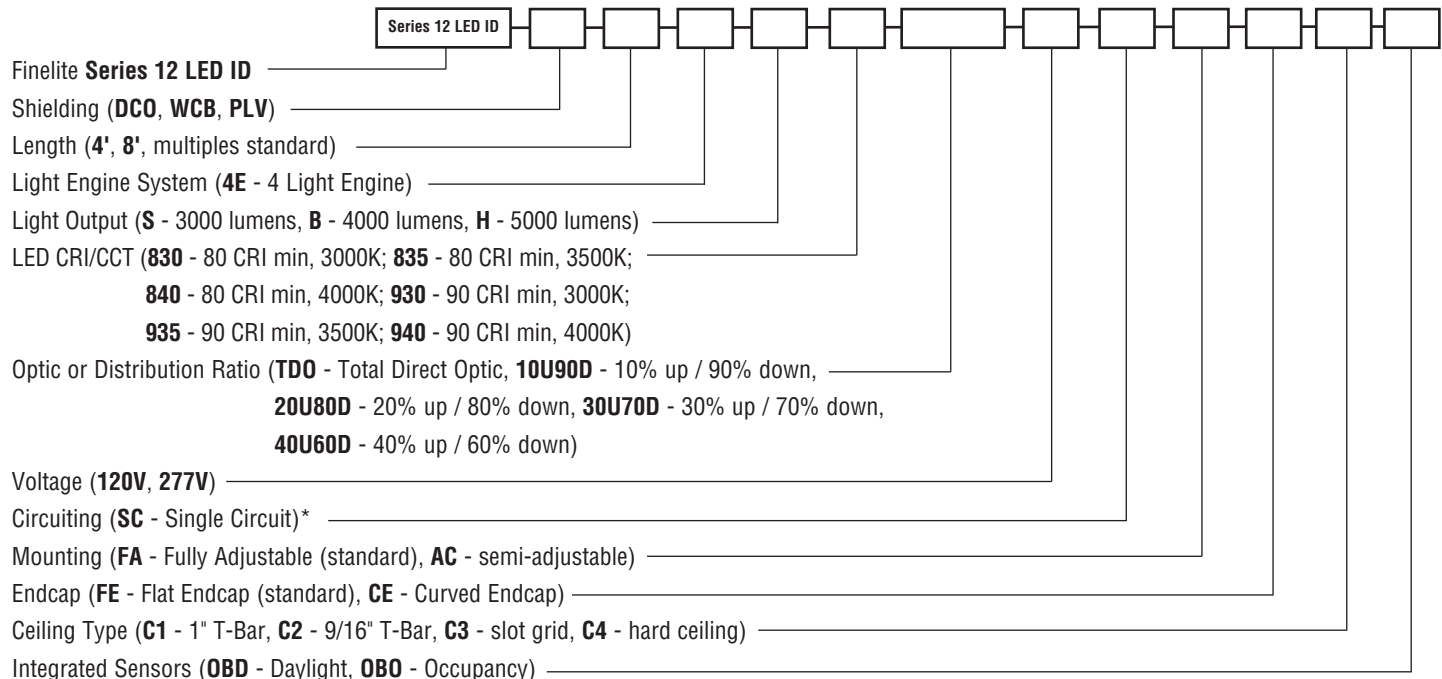 Series 12 LED ID
Finelite Series 12 LED ID
Shielding (DCO, WCB, PLV)
Length (4', 8', multiples standard)
Light Engine System (4E - 4 Light Engine)
Light Output (S - 3000 lumens, B - 4000 lumens, H - 5000 lumens)
LED CRI/CCT (830 - 80 CRI min, 3000K; 835 - 80 CRI min, 3500K;
840 - 80 CRI min, 4000K; 930 - 90 CRI min, 3000K;
935 - 90 CRI min, 3500K; 940 - 90 CRI min, 4000K)
Optic or Distribution Ratio (TDO - Total Direct Optic, 10U90D - 10% up / 90% down,
20U80D - 20% up / 80% down, 30U70D - 30% up / 70% down,
40U60D - 40% up / 60% down)
Voltage (120V, 277V)
Circuiting (SC - Single Circuit)*
Mounting (FA - Fully Adjustable (standard), AC - semi-adjustable)
Endcap (FE - Flat Endcap (standard), CE - Curved Endcap)
Ceiling Type (C1 - 1" T-Bar, C2 - 9/16" T-Bar, C3 - slot grid, C4 - hard ceiling)
Integrated Sensors (OBD - Daylight, OBO - Occupancy)